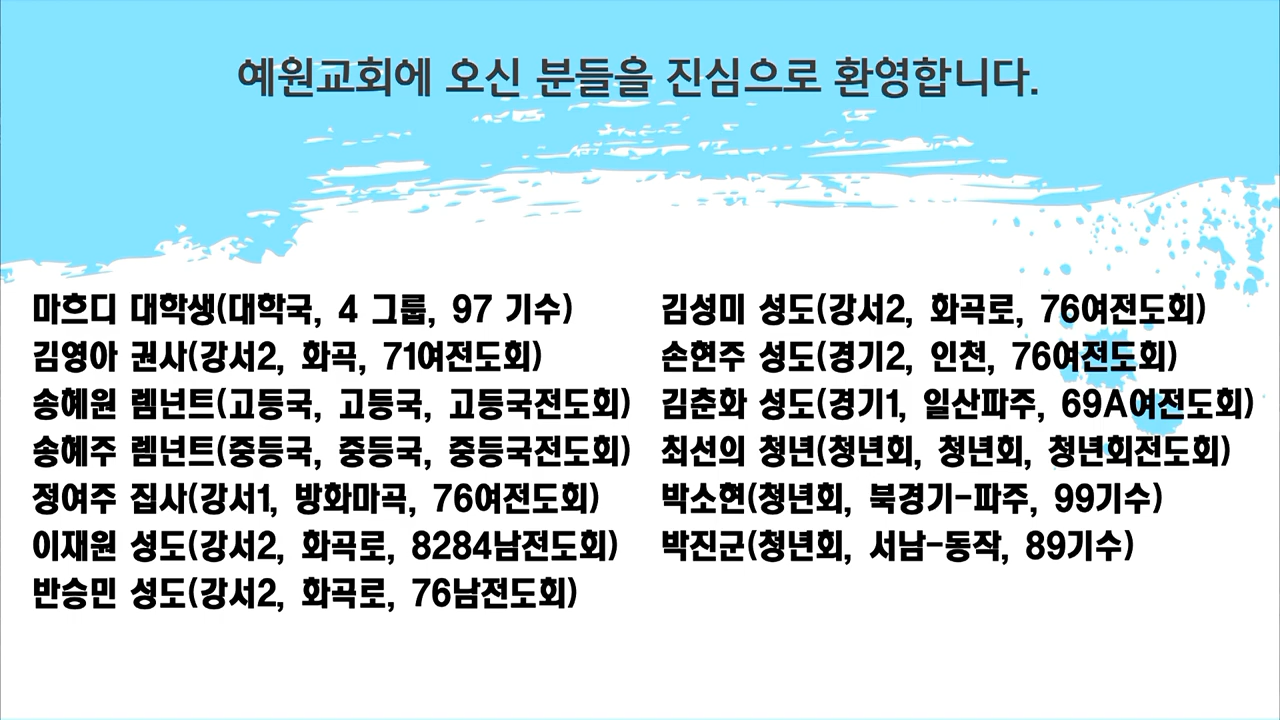 예원교회에 오신 분들을 진심으로 환영합니다.
마흐디 대학생(대학국, 4 그룹, 97 기수)
김영아 권사(강서2, 화곡, 71여전도회)
송혜원 렘넌트(고등국, 고등국, 고등국전도회)
송혜주 렘넌트(중등국, 중등국, 중등국전도회)
정여주 집사(강서1, 방화마곡, 76여전도회)
이재원 성도(강서2, 화곡로, 8284남전도회)
반승민 성도(강서2, 화곡로, 76남전도회)
김성미 성도(강서2, 화곡로, 76여전도회)
손현주 성도(경기2, 인천, 76여전도회)
김춘화 성도(경기1, 일산파주, 69A여전도회)
최선의 청년(청년회, 청년회, 청년회전도회)
박소현(청년회, 북경기-파주, 99기수)
박진군(청년회, 서남-동작, 89기수)